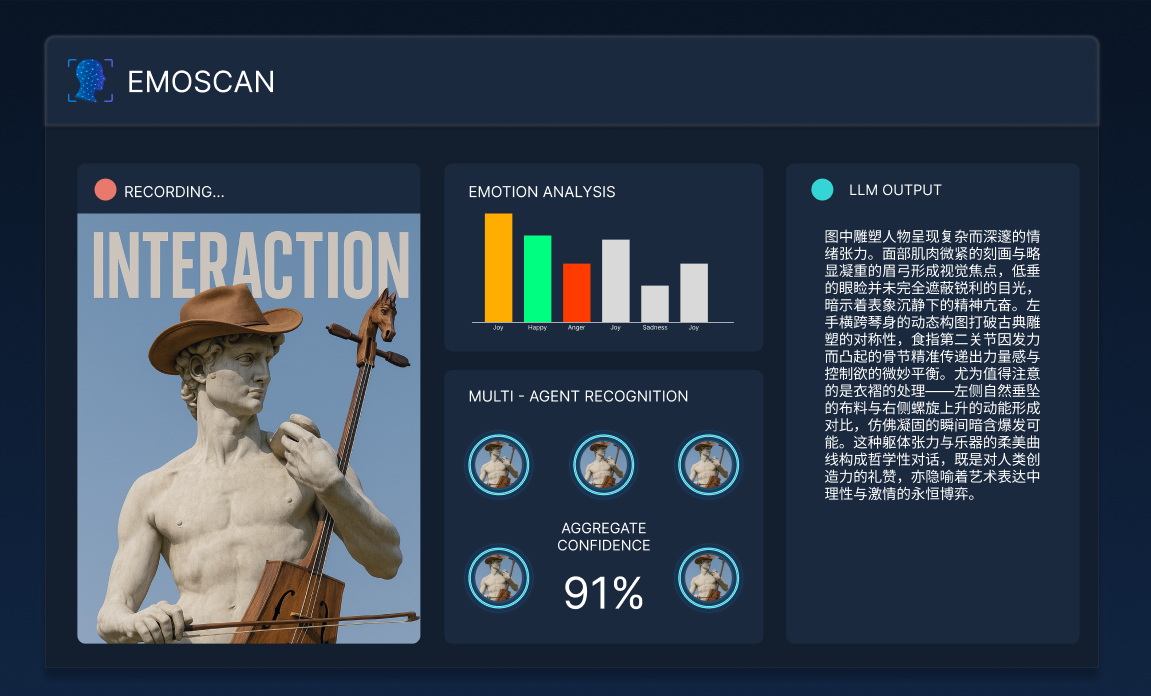 EMOSCAN
RECORDING...
INTERACTION
EMOTION ANALYSIS
Joy Happy Anger Joy Sadness Joy
MULTI - AGENT RECOGNITION
AGGREGATE
CONFIDENCE
91%
LLM OUTPUT
图中雕塑人物呈现复杂而深邃的情
绪张力。面部肌肉微紧的刻画与略
显凝重的眉弓形成视觉焦点，低垂
的眼睑并未完全遮蔽锐利的目光，
暗示着表象沉静下的精神亢奋。左
手横跨琴身的动态构图打破古典雕
塑的对称性，食指第二关节因发力
而凸起的骨节精准传递出力量感与
控制欲的微妙平衡。尤为值得注意
的是衣褶的处理——左侧自然垂坠
的布料与右侧螺旋上升的动能形成
对比，仿佛凝固的瞬间暗含爆发可
能。这种躯体张力与乐器的柔美曲
线构成哲学性对话，既是对人类创
造力的礼赞，亦隐喻着艺术表达中
理性与激情的永恒博弈。